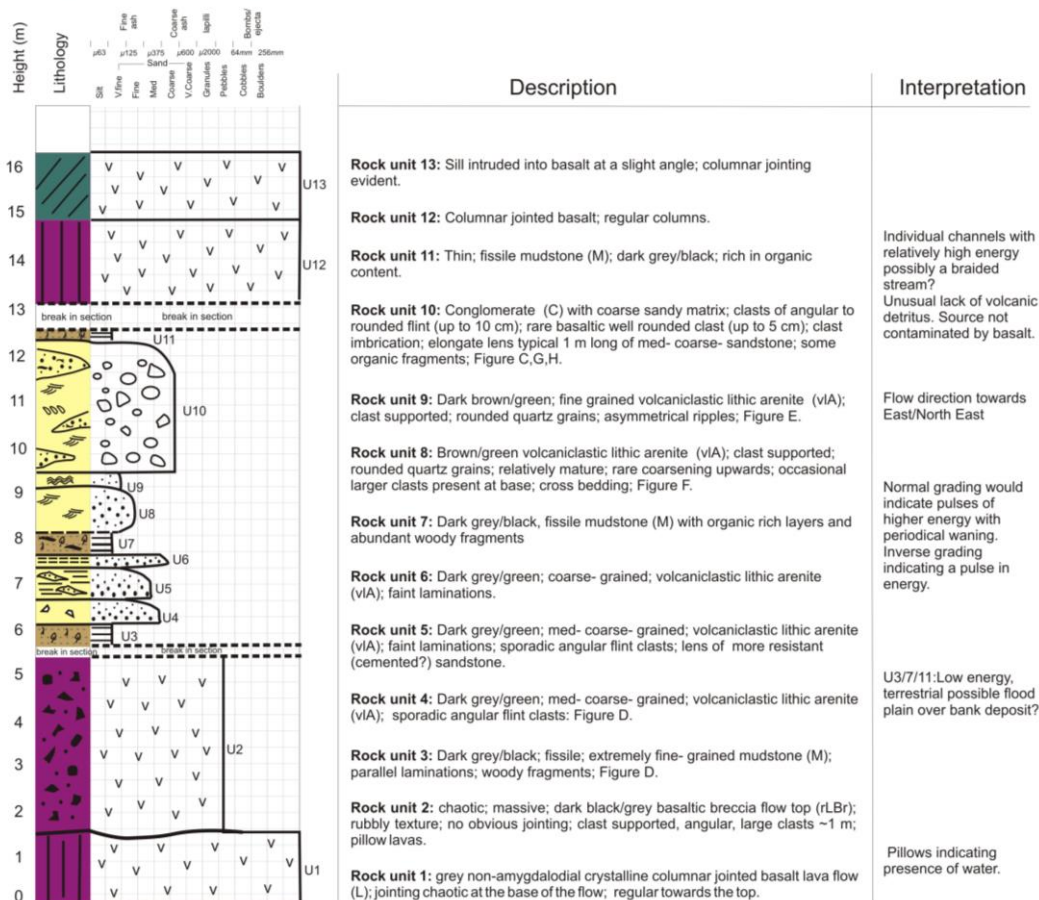 Height (m)
Lithology
Fine ash
Coarse ash
lapilli
Bombs/ ejecta
µ63 µ125 µ375 µ600 µ2000 64mm 256mm
Sand
Silt
V.fine
Fine
Med
Coarse
V.Coarse
Granules
Pebbles
Cobbles
Boulders
Description
Interpretation
16
U13
15
14
U12
13
break in section
break in section
U11
12
11
U10
10
9
U9
U8
8
U7
U6
7
U5
U4
6
U3
break in section
break in section
5
4
U2
3
2
1
U1
0
Rock unit 13: Sill intruded into basalt at a slight angle; columnar jointing
evident.
Rock unit 12: Columnar jointed basalt; regular columns.
Rock unit 11: Thin; fissile mudstone (M); dark grey/black; rich in organic
content.
Rock unit 10: Conglomerate (C) with coarse sandy matrix; clasts of angular to
rounded flint (up to 10 cm); rare basaltic well rounded clast (up to 5 cm); clast
imbrication; elongate lens typical 1 m long of med- coarse- sandstone; some
organic fragments; Figure C,G,H.
Rock unit 9: Dark brown/green; fine grained volcaniclastic lithic arenite (vlA);
clast supported; rounded quartz grains; asymmetrical ripples; Figure E.
Rock unit 8: Brown/green volcaniclastic lithic arenite (vlA); clast supported;
rounded quartz grains; relatively mature; rare coarsening upwards; occasional
larger clasts present at base; cross bedding; Figure F.
Rock unit 7: Dark grey/black, fissile mudstone (M) with organic rich layers and
abundant woody fragments
Rock unit 6: Dark grey/green; coarse- grained; volcaniclastic lithic arenite
(vlA); faint laminations.
Rock unit 5: Dark grey/green; med- coarse- grained; volcaniclastic lithic arenite
(vlA); faint laminations; sporadic angular flint clasts; lens of more resistant
(cemented?) sandstone.
Rock unit 4: Dark grey/green; med- coarse- grained; volcaniclastic lithic arenite
(vlA); sporadic angular flint clasts: Figure D.
Rock unit 3: Dark grey/black; fissile; extremely fine- grained mudstone (M);
parallel laminations; woody fragments; Figure D.
Rock unit 2: chaotic; massive; dark black/grey basaltic breccia flow top (rLBr);
rubbly texture; no obvious jointing; clast supported, angular, large clasts ~1 m;
pillow lavas.
Rock unit 1: grey non-amygdalodial crystalline columnar jointed basalt lava flow
(L); jointing chaotic at the base of the flow; regular towards the top.
Individual channels with
relatively high energy
possibly a braided
stream?
Unusual lack of volcanic
detritus. Source not
contaminated by basalt.
Flow direction towards
East/North East
Normal grading would
indicate pulses of
higher energy with
periodical waning.
Inverse grading
indicating a pulse in
energy.
U3/7/11:Low energy,
terrestrial possible flood
plain over bank deposit?
Pillows indicating
presence of water.